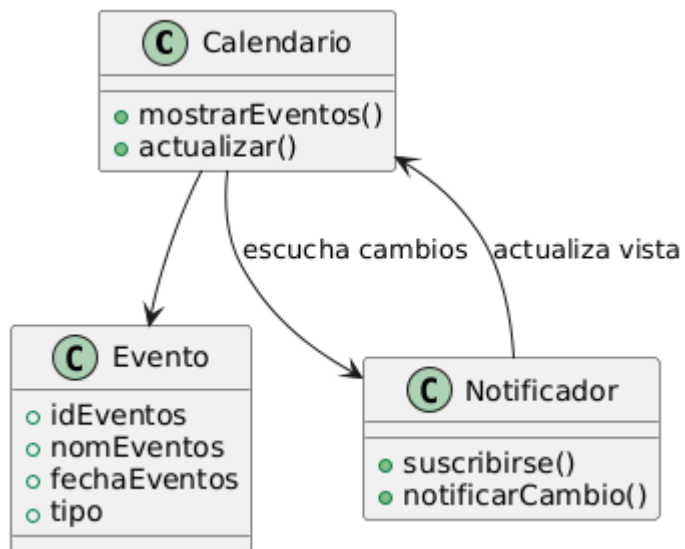 C Calendario
mostrarEventos()
actualizar()
escucha cambios
actualiza vista
C Evento
idEventos
nomEventos
fechaEventos
tipo
C Notificador
suscribirse()
notificarCambio()